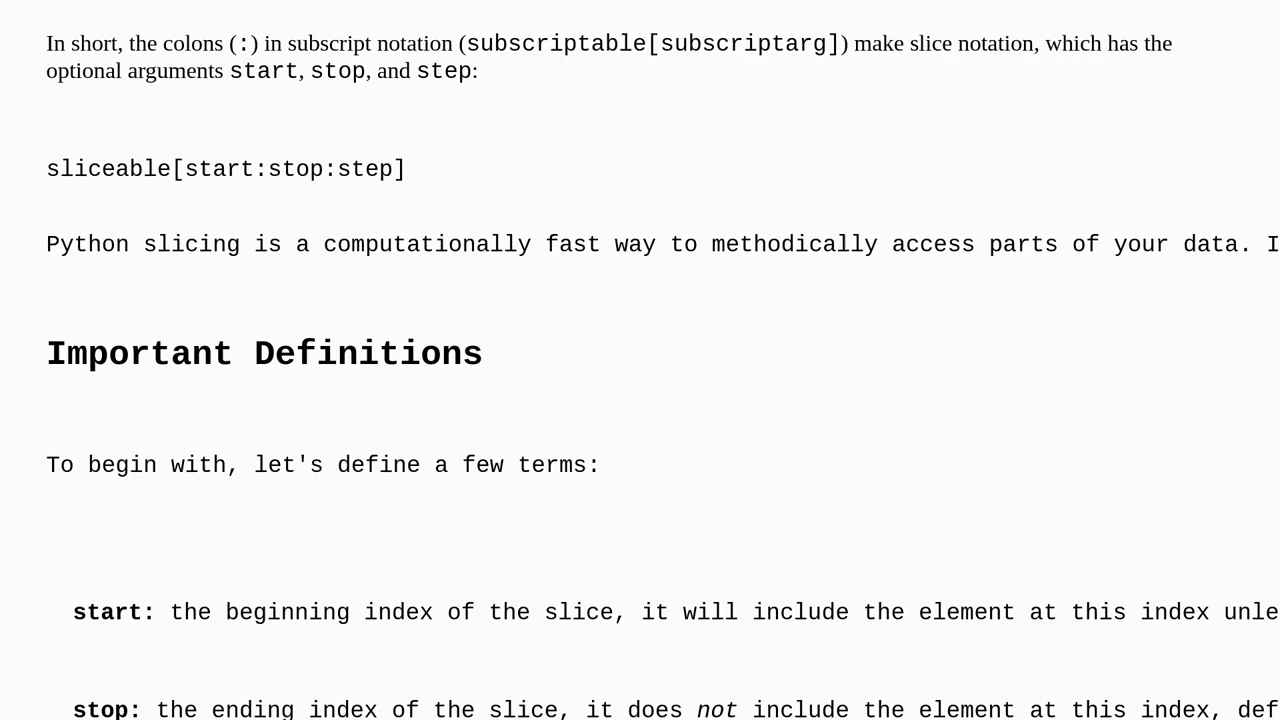 In short, the colons (:) in subscript notation (subscriptable[subscriptarg]) make slice notation, which has the
optional arguments start, stop, and step:
sliceable[start:stop:step]
Python slicing is a computationally fast way to methodically access parts of your data. I
Important Definitions
To begin with, let's define a few terms:
start: the beginning index of the slice, it will include the element at this index unle
stop: the ending index of the slice, it does not include the element at this index, def